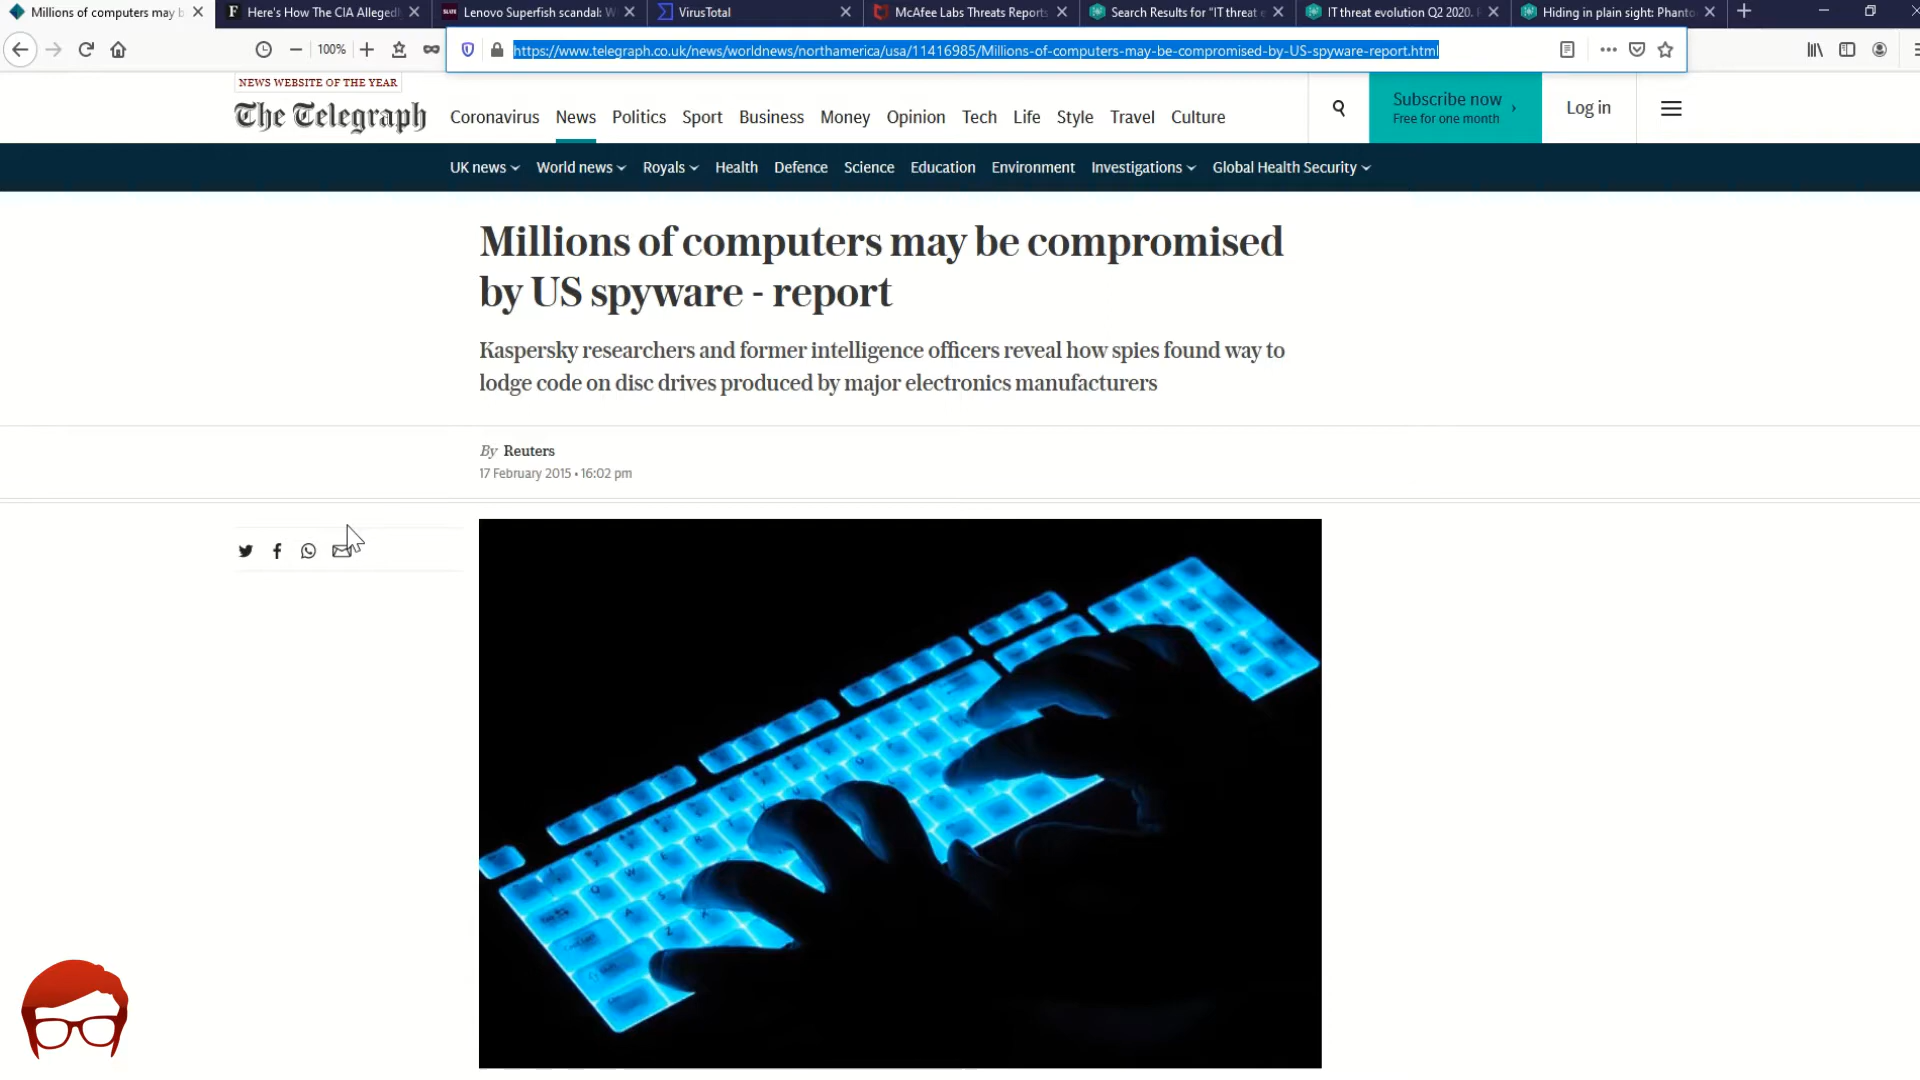 Millions of computers may b
Here's How The CIA Allegedl
Lenovo Superfish scandal: W
VirusTotal
McAfee Labs Threats Reports
Search Results for "IT threat e
IT threat evolution Q2 2020.
Hiding in plain sight: Phanto
100%
https://www.telegraph.co.uk/news/worldnews/northamerica/usa/11416985/Millions-of-computers-may-be-compromised-by-US-spyware-report.html
NEWS WEBSITE OF THE YEAR
The Telegraph
Coronavirus News Politics Sport Business Money Opinion Tech Life Style Travel Culture
Subscribe now
Free for one month
Log in
UK news World news Royals Health Defence Science Education Environment Investigations Global Health Security
Millions of computers may be compromised
by US spyware - report
Kaspersky researchers and former intelligence officers reveal how spies found way to
lodge code on disc drives produced by major electronics manufacturers
By Reuters
17 February 2015 • 16:02 pm